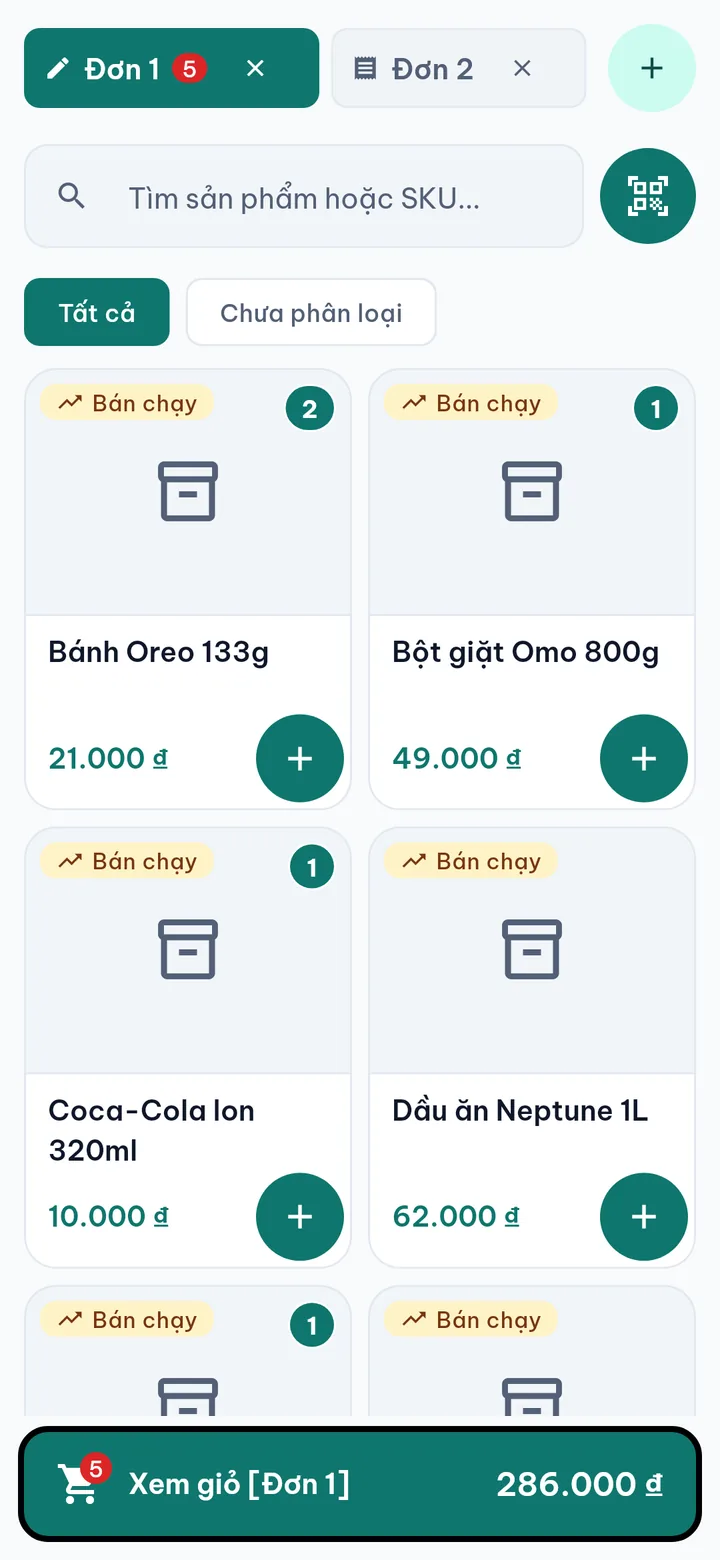 Đơn 1 5
Đơn 2
Tìm sản phẩm hoặc SKU...
Tất cả
Chưa phân loại
Bán chạy 2
Bán chạy 1
Bánh Oreo 133g
Bột giặt Omo 800g
21.000 ₫
49.000 ₫
Bán chạy 1
Bán chạy
Coca-Cola lon
320ml
Dầu ăn Neptune 1L
10.000 ₫
62.000 ₫
Bán chạy 1
Bán chạy
5 Xem giỏ [Đơn 1] 286.000 ₫